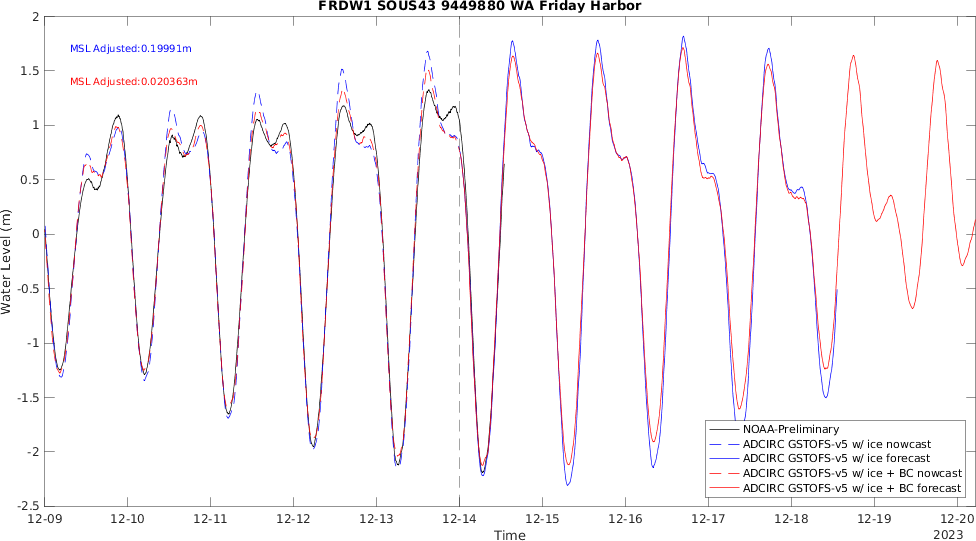 FRDW1 SOUS43 9449880 WA Friday Harbor
MSL Adjusted:0.19991m
MSL Adjusted:0.020363m
Water Level (m)
2
1.5
1
0.5
0
-0.5
-1
-1.5
-2
-2.5
NOAA-Preliminary
ADCIRC GSTOFS-v5 w/ ice nowcast
ADCIRC GSTOFS-v5 w/ ice forecast
ADCIRC GSTOFS-v5 w/ ice + BC nowcast
ADCIRC GSTOFS-v5 w/ ice + BC forecast
12-09 12-10 12-11 12-12 12-13 12-14 12-15 12-16 12-17 12-18 12-19 12-20
2023
Time